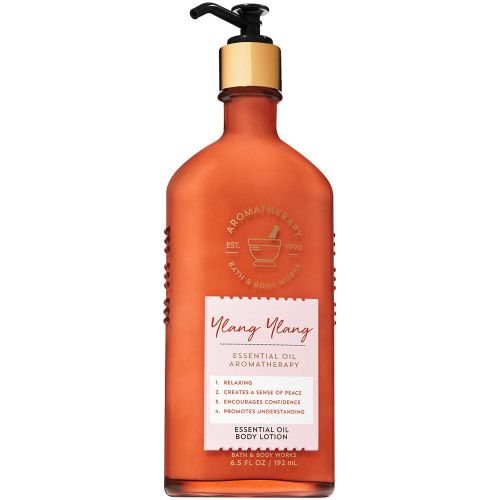 AROMATHERAPY
EST. 1990
BATH & BODY WORKS
Ylang Ylang
ESSENTIAL OIL
AROMATHERAPY
1. RELAXING
2. CREATES A SENSE OF PEACE
3. ENCOURAGES CONFIDENCE
4. PROMOTES UNDERSTANDING
ESSENTIAL OIL
BODY LOTION
BATH & BODY WORKS
6.5 FL OZ / 192 mL